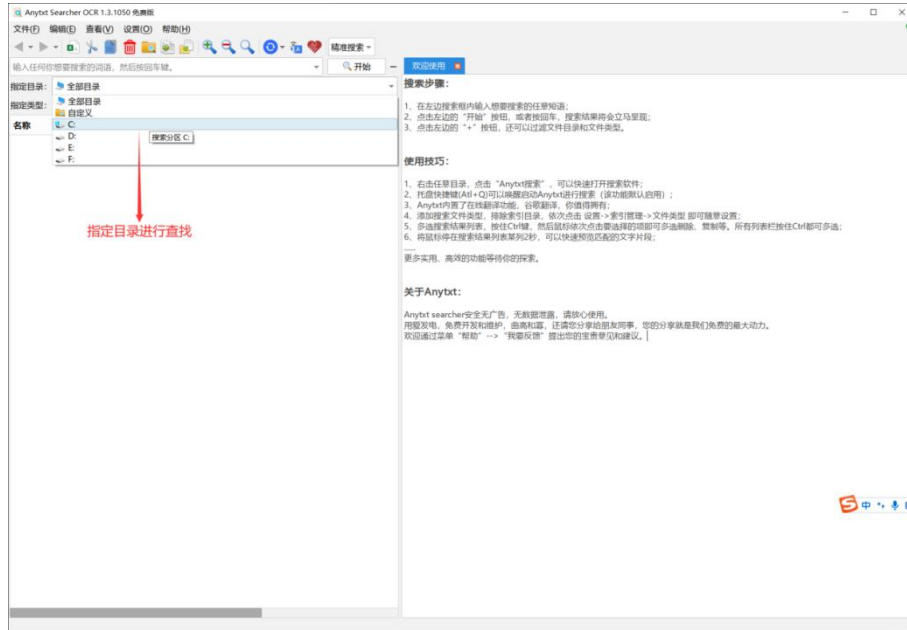 Anytxt Searcher OCR 1.3.1050 免费版
文件(F) 编辑(E) 查看(V) 设置(O) 帮助(H)
精准搜索
输入任何你想要搜索的词语，然后按回车键。
开始
欢迎使用
指定目录: 全部目录
指定类型:
全部目录
自定义
名称
C:
D:
E:
F:
搜索分区 C:
指定目录进行查找
搜索步骤：
1、在左边搜索框内输入想要搜索的任意短语；
2、点击左边的“开始”按钮，或者按回车，搜索结果将会立马呈现；
3、点击左边的“+”按钮，还可以过滤文件目录和文件类型。
使用技巧：
1、右击任意目录，点击“Anytxt搜索”，可以快速打开搜索软件；
2、托盘快捷键(Atl+Q)可以唤醒启动Anytxt进行搜索（该功能默认启用）；
3、Anytxt内置了在线翻译功能，谷歌翻译，你值得拥有；
4、添加搜索文件类型，排除索引目录，依次点击 设置->索引管理->文件类型 即可随意设置；
5、多选搜索结果列表，按住Ctrl键，然后鼠标依次点击要选择的项即可多选删除、复制等。所有列表栏按住Ctrl都可多选；
6、将鼠标停在搜索结果列表某列2秒，可以快速预览匹配的文字片段；
......
更多实用、高效的功能等待你的探索。
关于Anytxt：
Anytxt searcher安全无广告，无数据泄露，请放心使用。
用爱发电，免费开发和维护，曲高和寡，还请您分享给朋友同事，您的分享就是我们免费的最大动力。
欢迎通过菜单“帮助”-->“我要反馈”提出您的宝贵意见和建议。
中